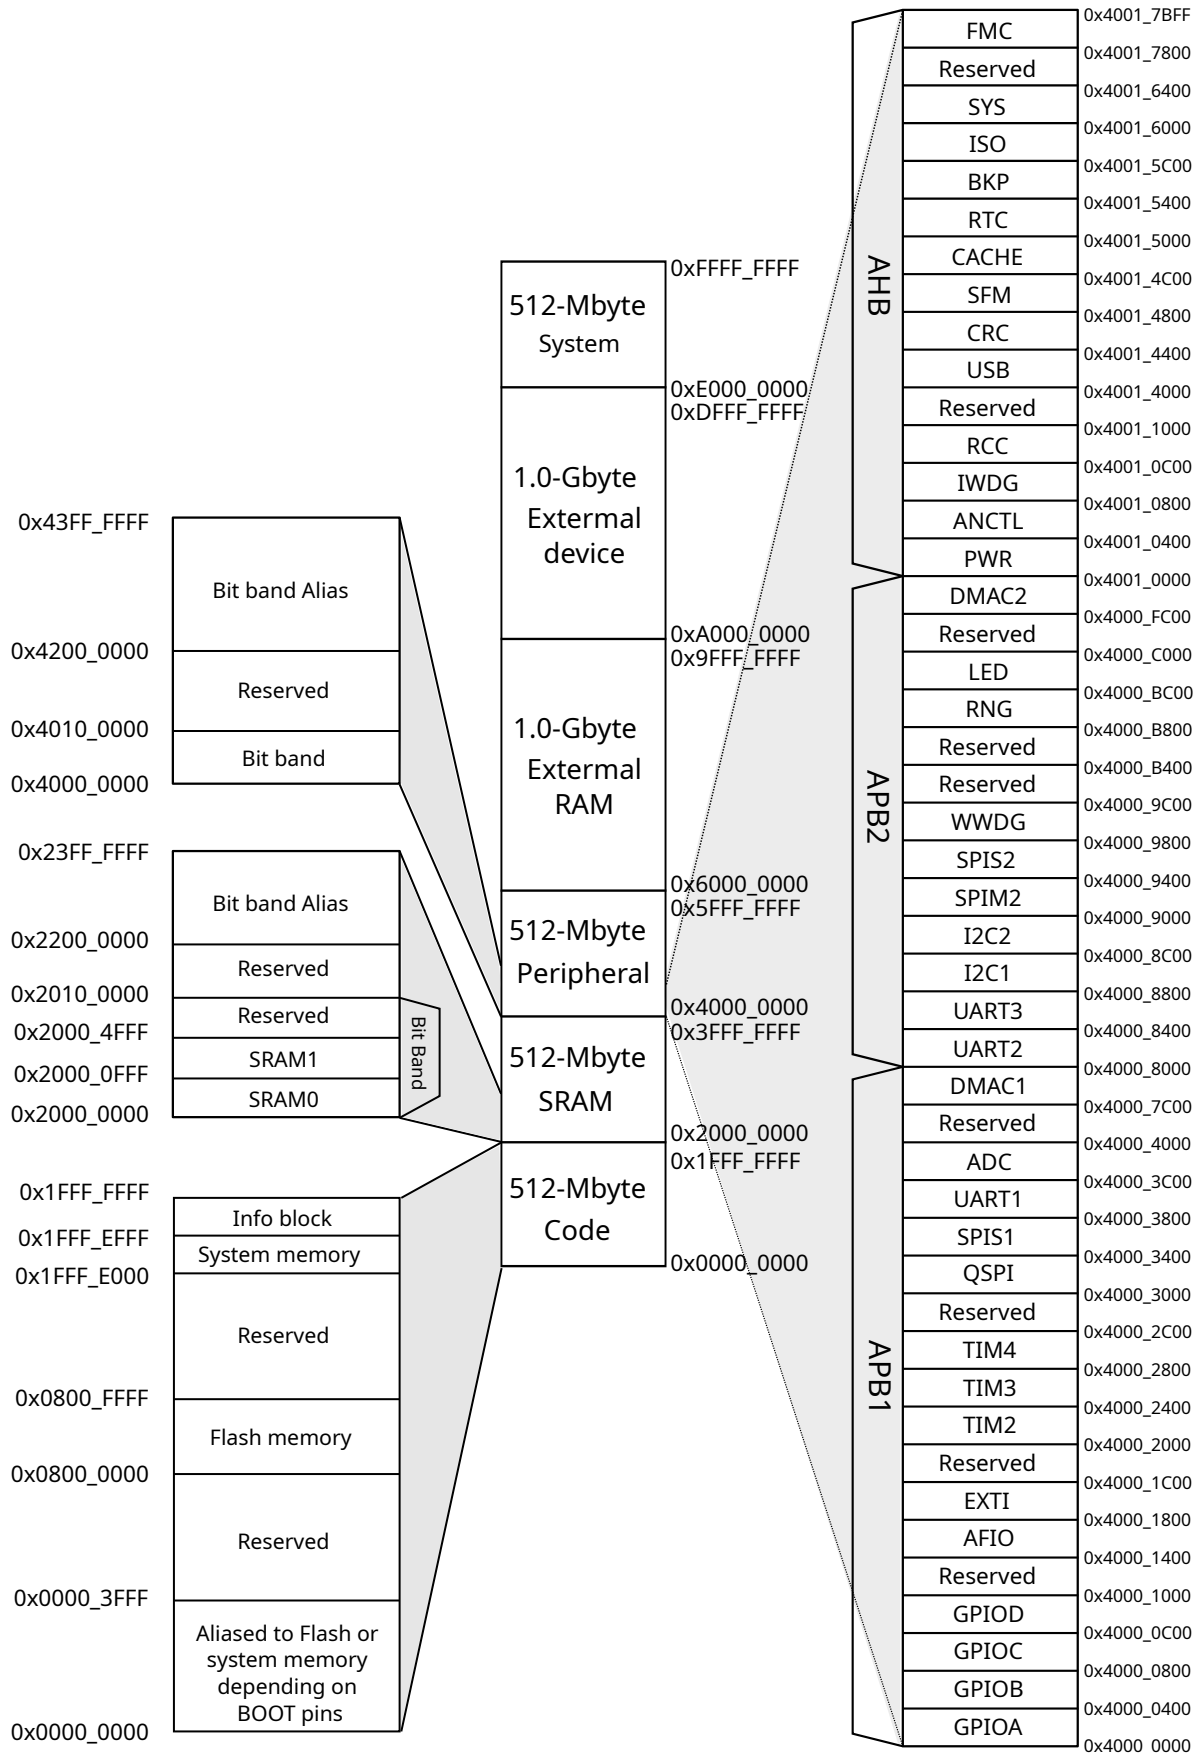 0x43FF_FFFF
Bit band Alias
0x4200_0000
Reserved
0x4010_0000
Bit band
0x4000_0000
0x23FF_FFFF
Bit band Alias
0x2200_0000
Reserved
0x2010_0000
Reserved
0x2000_4FFF
SRAM1
0x2000_0FFF
SRAM0
0x2000_0000
Bit Band
0x1FFF_FFFF
Info block
0x1FFF_EFFF
System memory
0x1FFF_E000
Reserved
0x0800_FFFF
Flash memory
0x0800_0000
Reserved
0x0000_3FFF
Aliased to Flash or
system memory
depending on
BOOT pins
0x0000_0000
0xFFFF_FFFF
512-Mbyte
System
0xE000_0000
0xDFFF_FFFF
1.0-Gbyte
Extermal
device
0xA000_0000
0x9FFF_FFFF
1.0-Gbyte
Extermal
RAM
0x6000_0000
0x5FFF_FFFF
512-Mbyte
Peripheral
0x4000_0000
0x3FFF_FFFF
512-Mbyte
SRAM
0x2000_0000
0x1FFF_FFFF
512-Mbyte
Code
0x0000_0000
AHB
APB2
APB1
0x4001_7BFF
FMC
0x4001_7800
Reserved
0x4001_6400
SYS
0x4001_6000
ISO
0x4001_5C00
BKP
0x4001_5400
RTC
0x4001_5000
CACHE
0x4001_4C00
SFM
0x4001_4800
CRC
0x4001_4400
USB
0x4001_4000
Reserved
0x4001_1000
RCC
0x4001_0C00
IWDG
0x4001_0800
ANCTL
0x4001_0400
PWR
0x4001_0000
DMAC2
0x4000_FC00
Reserved
0x4000_C000
LED
0x4000_BC00
RNG
0x4000_B800
Reserved
0x4000_B400
Reserved
0x4000_9C00
WWDG
0x4000_9800
SPIS2
0x4000_9400
SPIM2
0x4000_9000
I2C2
0x4000_8C00
I2C1
0x4000_8800
UART3
0x4000_8400
UART2
0x4000_8000
DMAC1
0x4000_7C00
Reserved
0x4000_4000
ADC
0x4000_3C00
UART1
0x4000_3800
SPIS1
0x4000_3400
QSPI
0x4000_3000
Reserved
0x4000_2C00
TIM4
0x4000_2800
TIM3
0x4000_2400
TIM2
0x4000_2000
Reserved
0x4000_1C00
EXTI
0x4000_1800
AFIO
0x4000_1400
Reserved
0x4000_1000
GPIOD
0x4000_0C00
GPIOC
0x4000_0800
GPIOB
0x4000_0400
GPIOA
0x4000_0000